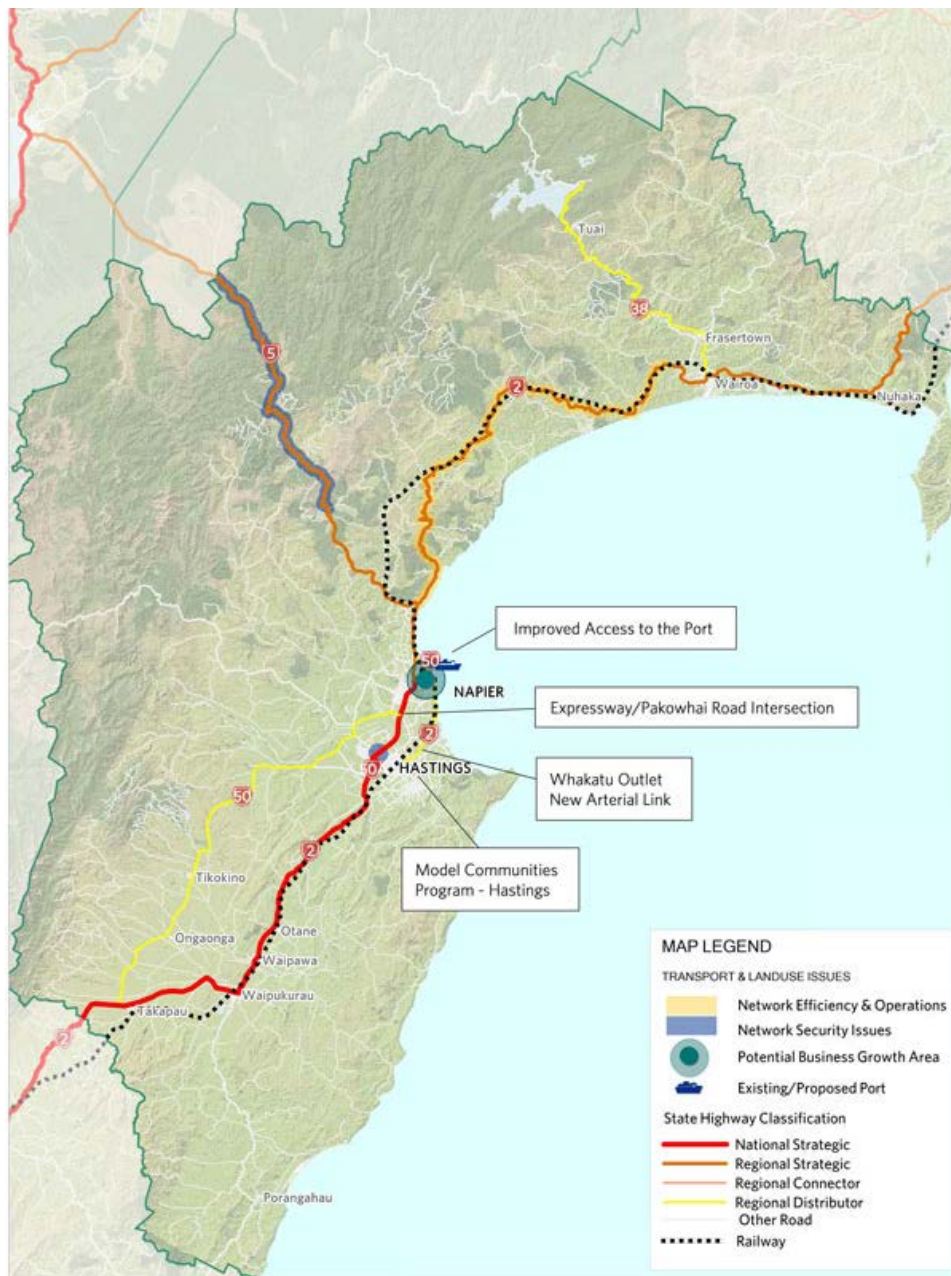 Tuai
38
Frasertown
5
2
Wairoa
Nuhaka
Improved Access to the Port
50
NAPIER
Expressway/Pakowhai Road Intersection
2
50
HASTINGS
Whakatu Outlet
New Arterial Link
50
2
Model Communities
Program - Hastings
Tikokino
Ongaonga
Otane
Waipawa
Waipukurau
Takapau
2
Porangahau
MAP LEGEND
TRANSPORT & LANDUSE ISSUES
Network Efficiency & Operations
Network Security Issues
Potential Business Growth Area
Existing/Proposed Port
State Highway Classification
National Strategic
Regional Strategic
Regional Connector
Regional Distributor
Other Road
Railway